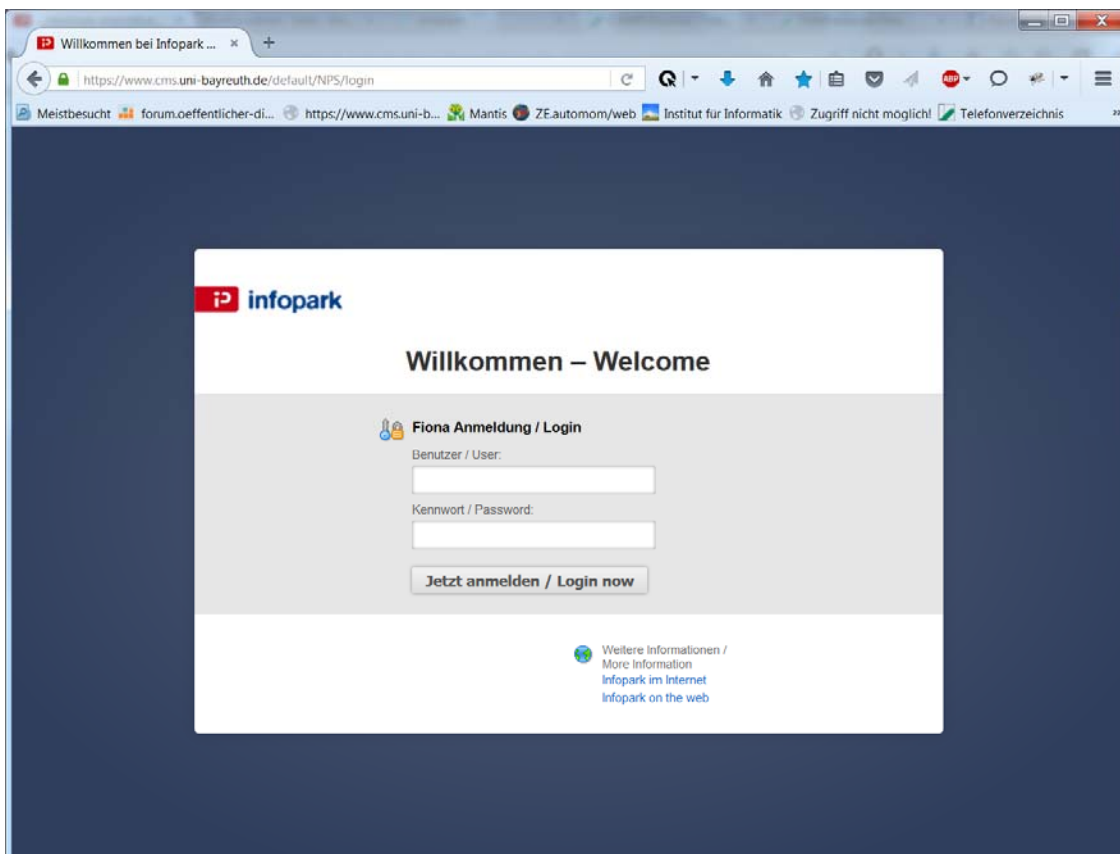 Willkommen bei Infopark ...
https://www.cms.uni-bayreuth.de/default/NPS/login
ABP
Meistbesucht forum.oeffentlicher-di... https://www.cms.uni-b... Mantis ZE.automom/web Institut für Informatik Zugriff nicht möglich! Telefonverzeichnis
infopark
Willkommen – Welcome
Fiona Anmeldung / Login
Benutzer / User:
Kennwort / Password:
Jetzt anmelden / Login now
Weitere Informationen /
More Information
Infopark im Internet
Infopark on the web